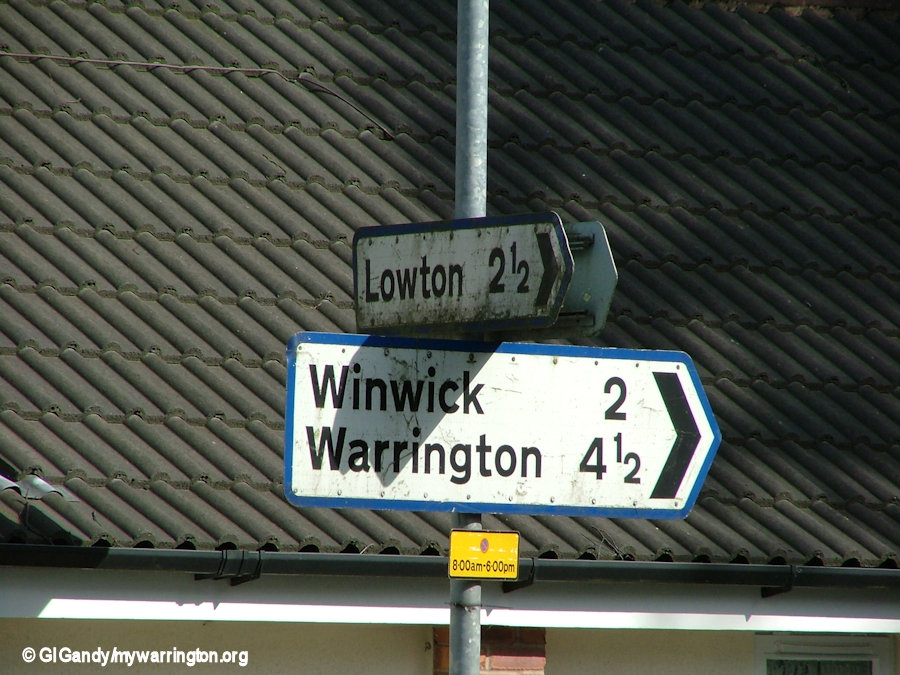 Lowton 2½
Winwick 2
Warrington 4½
8·00am-6·00pm
© GIGandy/mywarrington.org